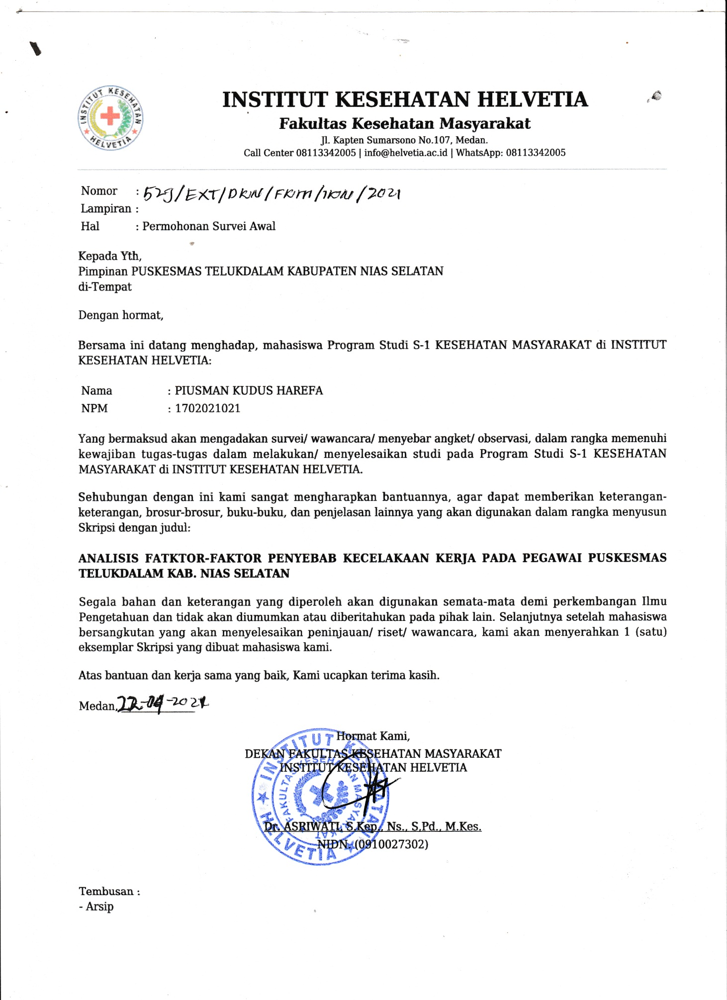 INSTITUT KESEHATAN
HELVETIA
INSTITUT KESEHATAN HELVETIA
Fakultas Kesehatan Masyarakat
Jl. Kapten Sumarsono No.107, Medan.
Call Center 08113342005 | info@helvetia.ac.id | WhatsApp: 08113342005
Nomor : /EXT/DKN/FKM/IKH/2021
Lampiran :
Hal : Permohonan Survei Awal
Kepada Yth,
Pimpinan PUSKESMAS TELUKDALAM KABUPATEN NIAS SELATAN
di-Tempat
Dengan hormat,
Bersama ini datang menghadap, mahasiswa Program Studi S-1 KESEHATAN MASYARAKAT di INSTITUT
KESEHATAN HELVETIA:
Nama : PIUSMAN KUDUS HAREFA
NPM : 1702021021
Yang bermaksud akan mengadakan survei/ wawancara/ menyebar angket/ observasi, dalam rangka memenuhi
kewajiban tugas-tugas dalam melakukan/ menyelesaikan studi pada Program Studi S-1 KESEHATAN
MASYARAKAT di INSTITUT KESEHATAN HELVETIA.
Sehubungan dengan ini kami sangat mengharapkan bantuannya, agar dapat memberikan keterangan-
keterangan, brosur-brosur, buku-buku, dan penjelasan lainnya yang akan digunakan dalam rangka menyusun
Skripsi dengan judul:
ANALISIS FATKTOR-FAKTOR PENYEBAB KECELAKAAN KERJA PADA PEGAWAI PUSKESMAS
TELUKDALAM KAB. NIAS SELATAN
Segala bahan dan keterangan yang diperoleh akan digunakan semata-mata demi perkembangan Ilmu
Pengetahuan dan tidak akan diumumkan atau diberitahukan pada pihak lain. Selanjutnya setelah mahasiswa
bersangkutan yang akan menyelesaikan peninjauan/ riset/ wawancara, kami akan menyerahkan 1 (satu)
eksemplar Skripsi yang dibuat mahasiswa kami.
Atas bantuan dan kerja sama yang baik, Kami ucapkan terima kasih.
Medan, 22-04-2021
Hormat Kami,
DEKAN FAKULTAS KESEHATAN MASYARAKAT
INSTITUT KESEHATAN HELVETIA
INSTITUT KESEHATAN
FAKULTAS KESEHATAN MASYARAKAT
HELVETIA
Dr. ASRIWATI, S.Kep., Ns., S.Pd., M.Kes.
NIDN. (0910027302)
Tembusan :
- Arsip